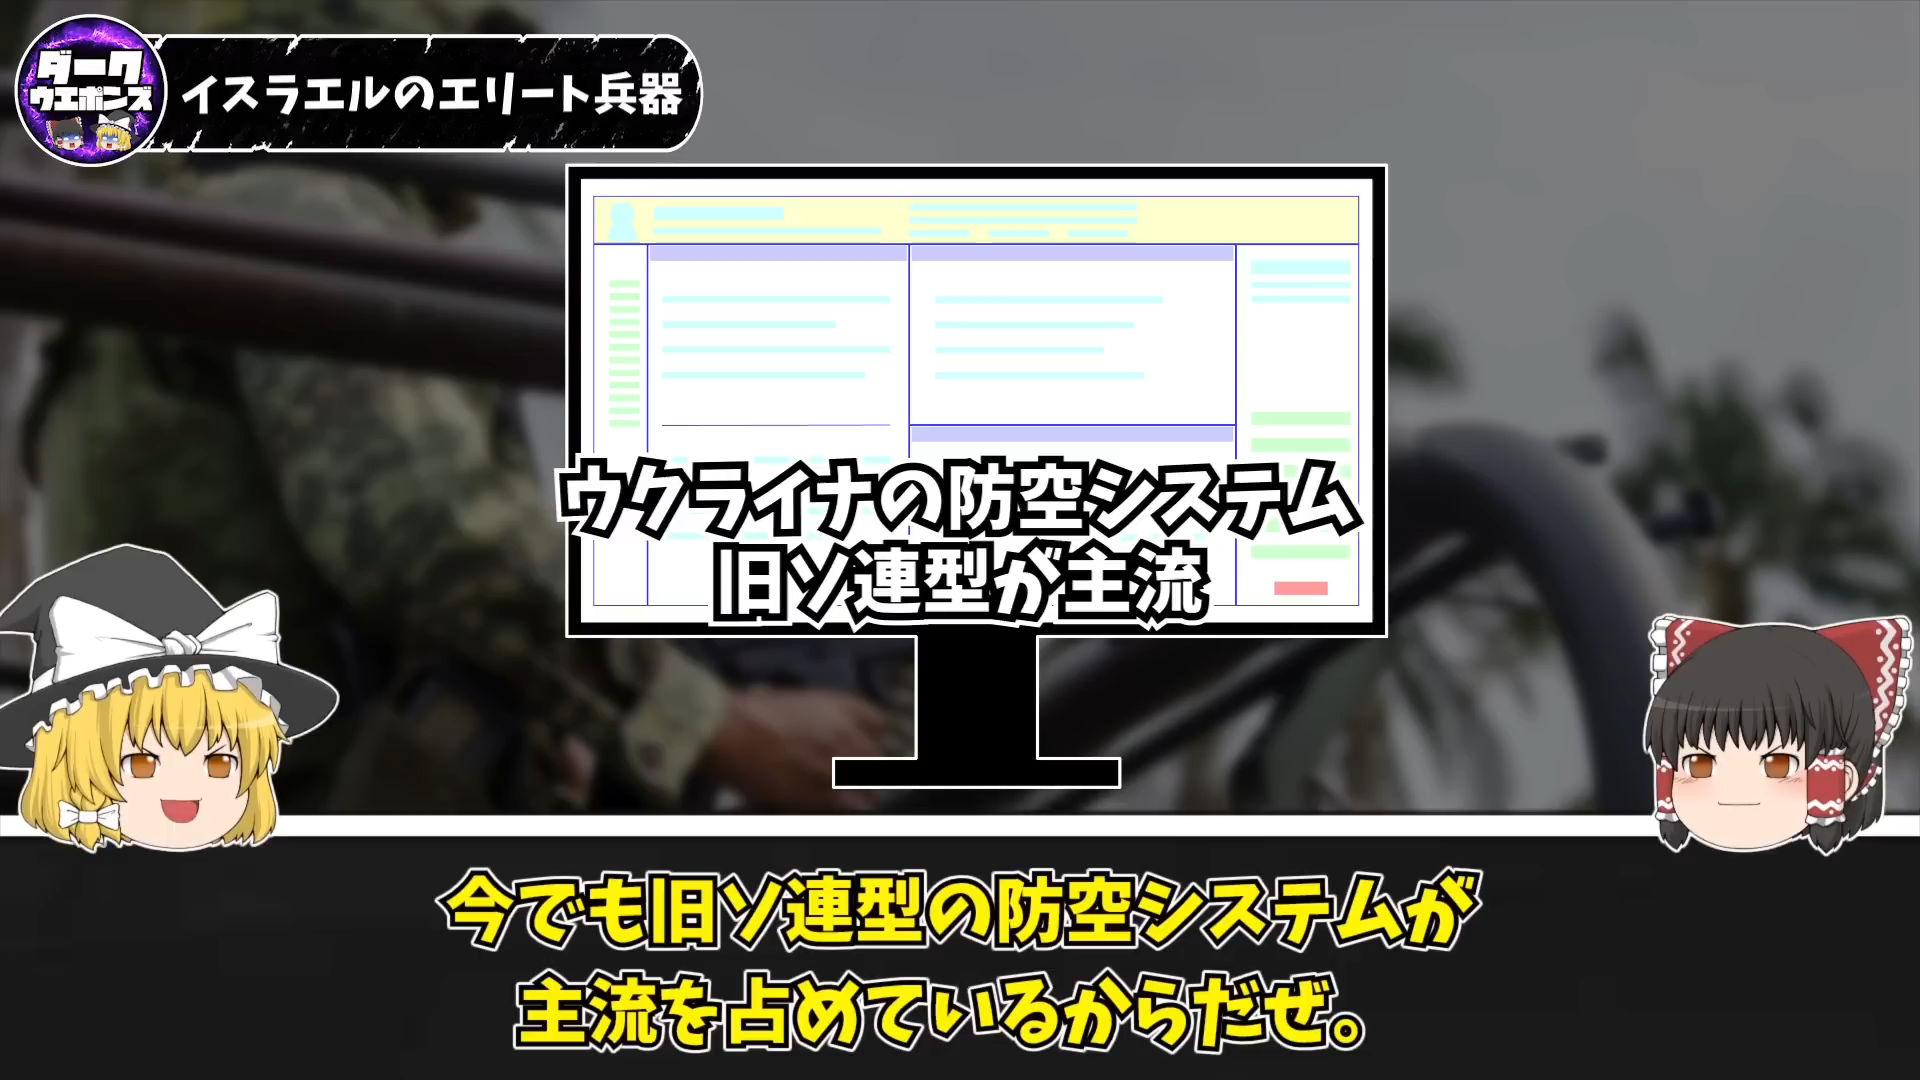 ダーク
ウエポンズ
イスラエルのエリート兵器
ウクライナの防空システム
旧ソ連型が主流
今でも旧ソ連型の防空システムが
主流を占めているからだぜ。